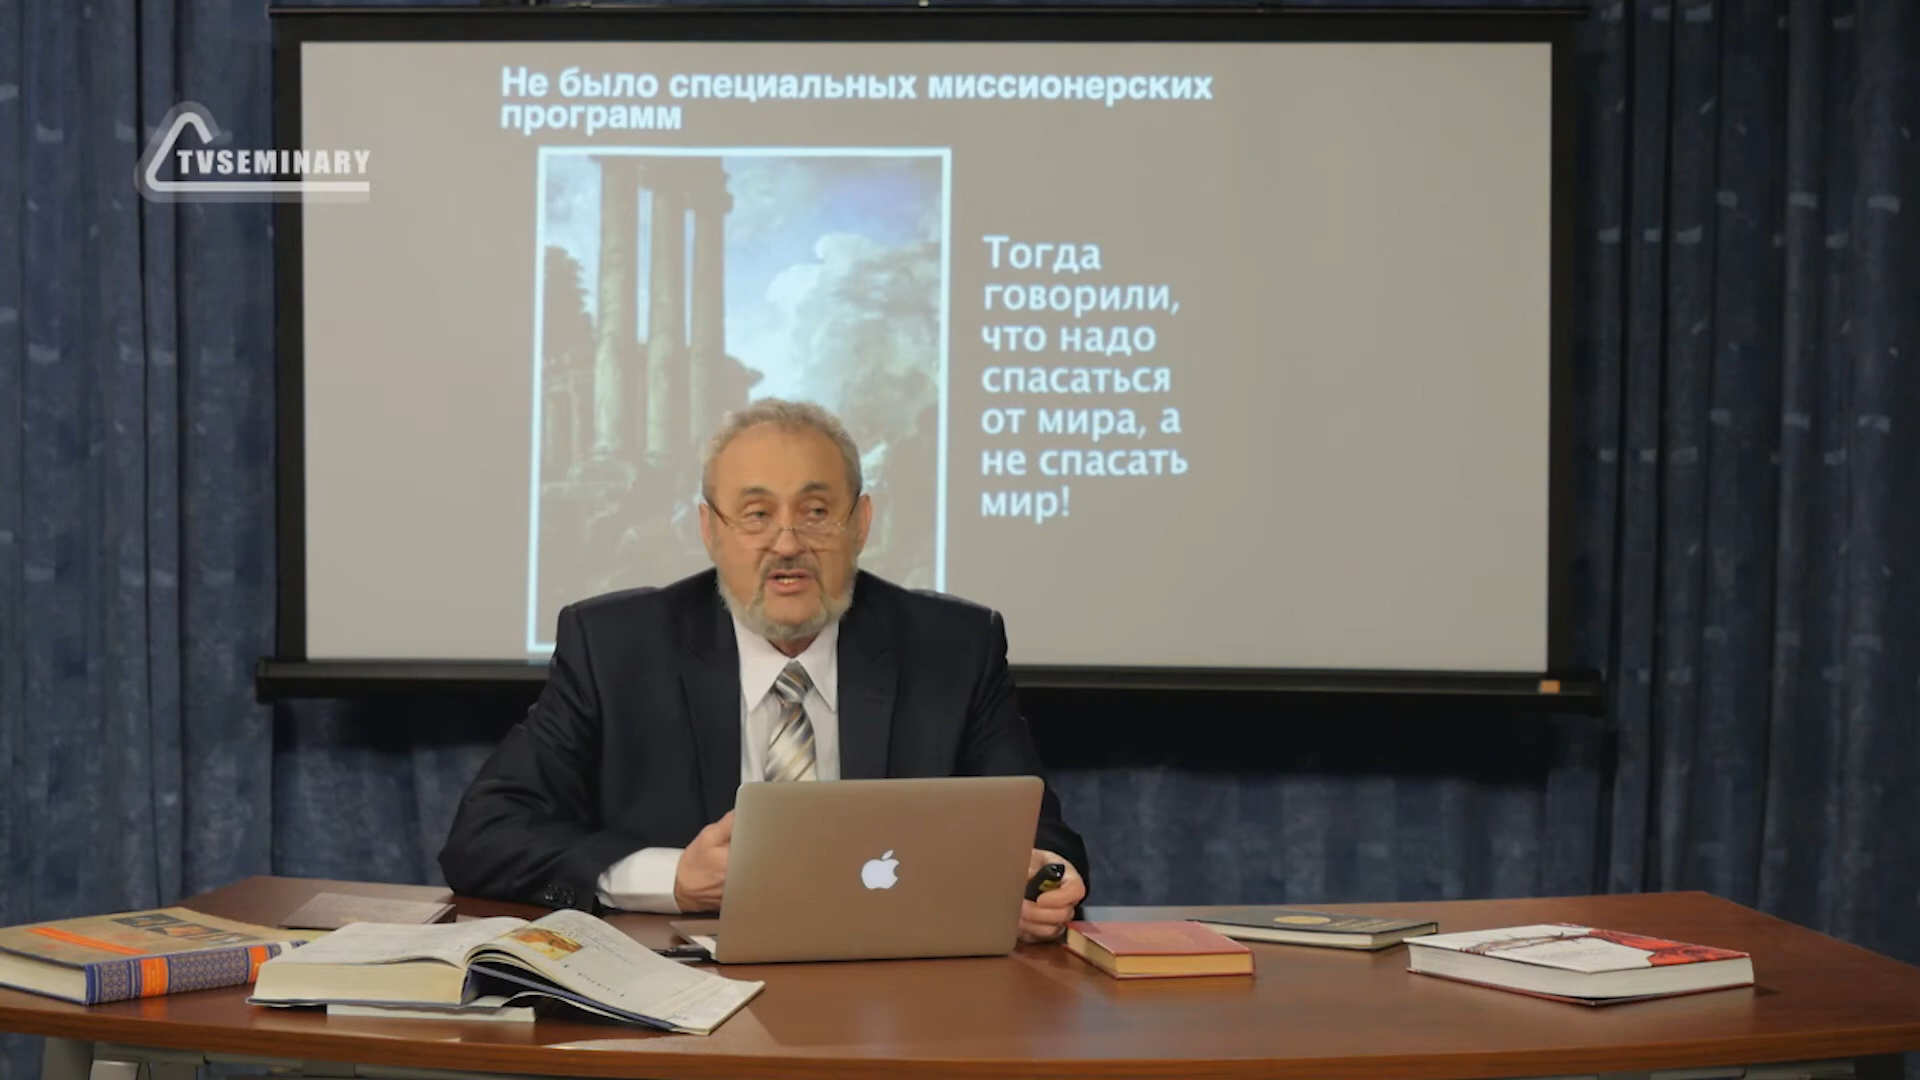 Не было специальных миссионерских
программ
TVSEMINARY
Тогда
говорили,
что надо
спасаться
от мира, а
не спасать
мир!